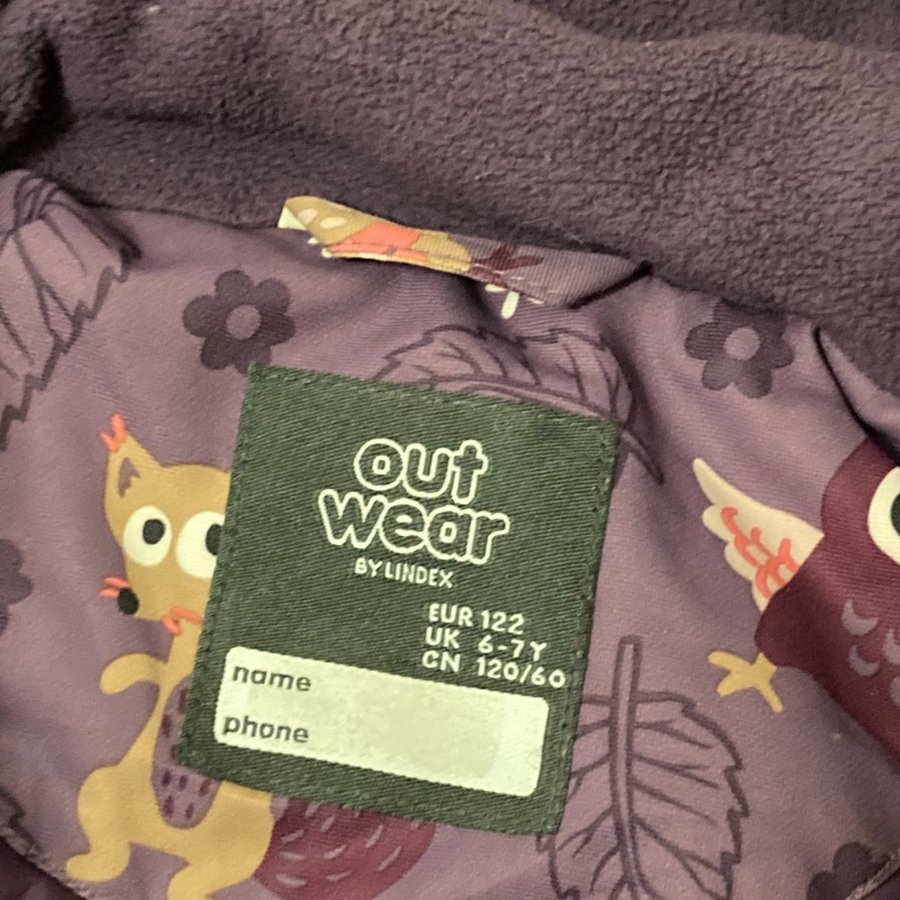 out
wear
BY LINDEX
EUR 122
UK 6-7Y
CN 120/60
name
phone